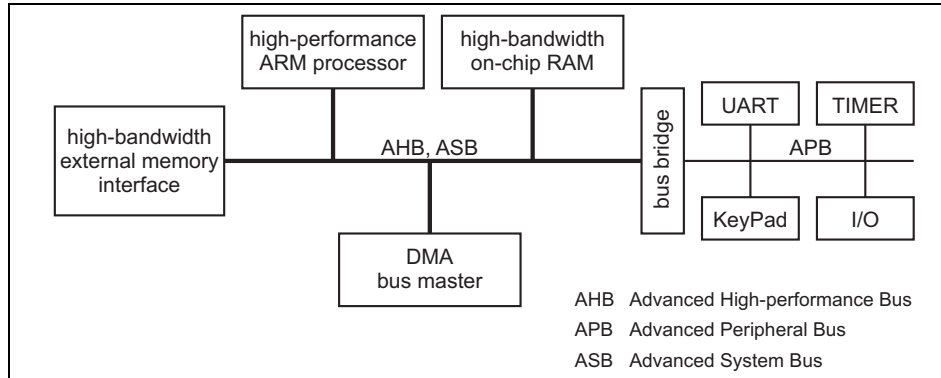 high-performance
ARM processor
high-bandwidth
on-chip RAM
high-bandwidth
external memory
interface
AHB, ASB
bus bridge
UART
TIMER
APB
KeyPad
I/O
DMA
bus master
AHB Advanced High-performance Bus
APB Advanced Peripheral Bus
ASB Advanced System Bus